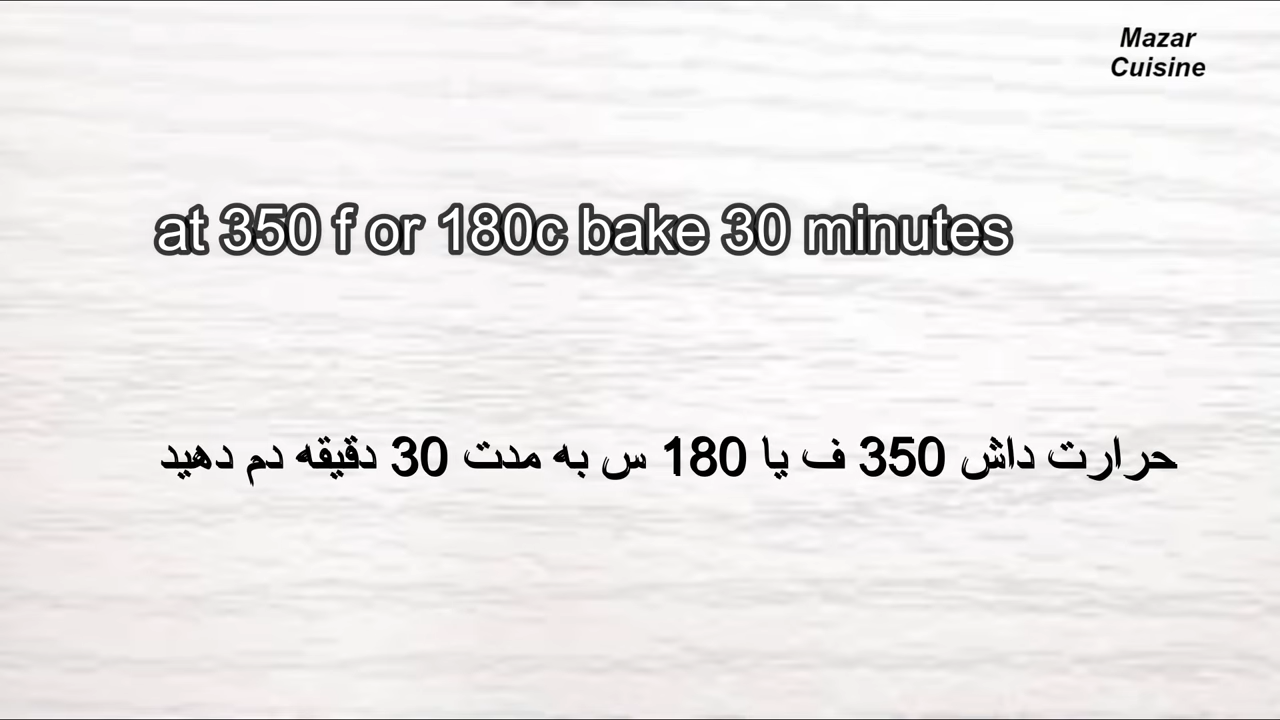 Mazar
Cuisine
at 350 f or 180c bake 30 minutes
حرارت داش 350 ف یا 180 س به مدت 30 دقیقه دم دهید